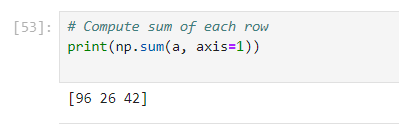 [53]: # Compute sum of each row
print(np.sum(a, axis=1))
[96 26 42]